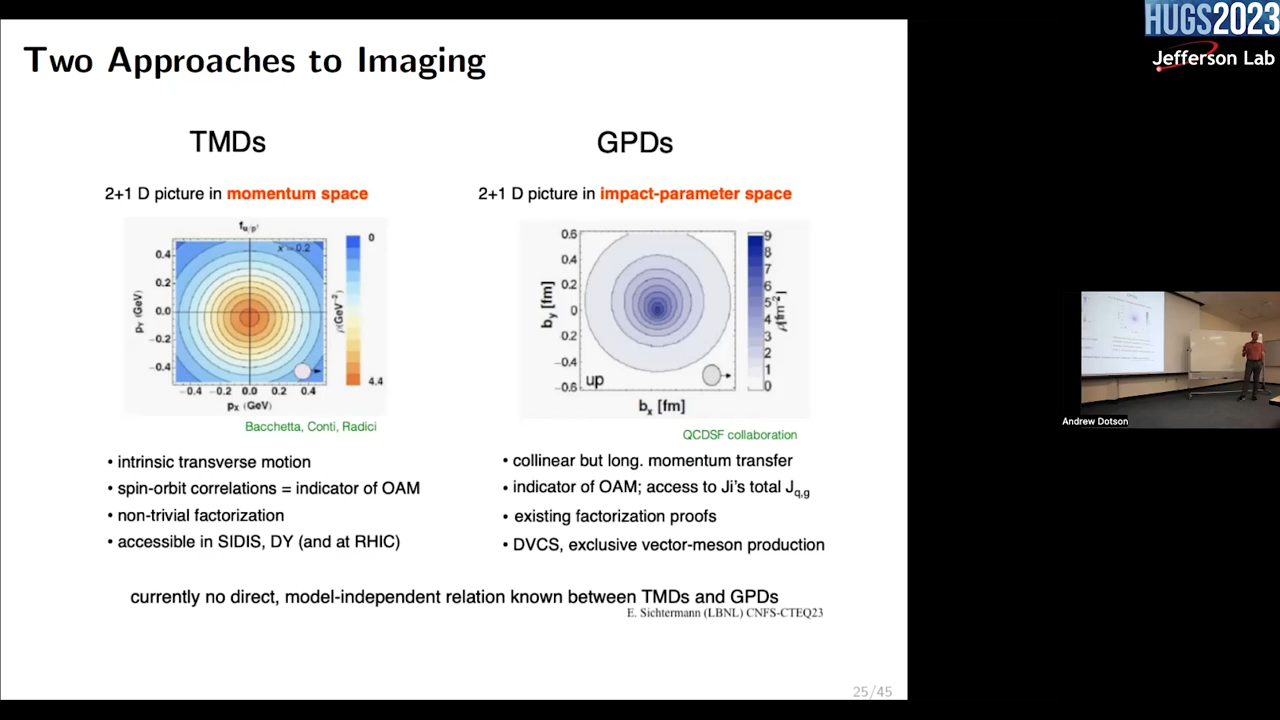 HUGS2023
Jefferson Lab
Two Approaches to Imaging
TMDs
2+1 D picture in momentum space
x = 0.2
0.4
0.2
0.0
−0.2
−0.4
pY (GeV)
−0.4 −0.2 0.0 0.2 0.4
pX (GeV)
0
4.4
ρ(GeV⁻²)
Bacchetta, Conti, Radici
• intrinsic transverse motion
• spin-orbit correlations = indicator of OAM
• non-trivial factorization
• accessible in SIDIS, DY (and at RHIC)
GPDs
2+1 D picture in impact-parameter space
0.6
0.4
0.2
0
0.2
−0.4
−0.6
by [fm]
up
bx [fm]
9
8
7
6
5
4
3
2
1
0
ρ[fm⁻²]
QCDSF collaboration
• collinear but long. momentum transfer
• indicator of OAM; access to Ji's total Jq,g
• existing factorization proofs
• DVCS, exclusive vector-meson production
currently no direct, model-independent relation known between TMDs and GPDs
E. Sichtermann (LBNL) CNFS-CTEQ23
25/45
Andrew Dotson